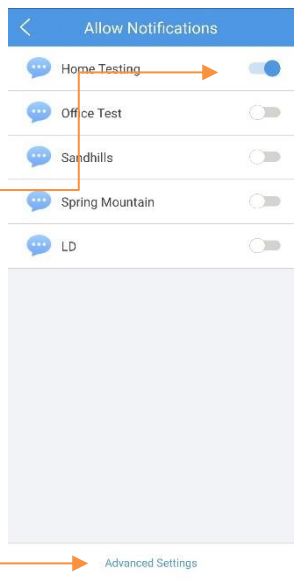 Allow Notifications
Home Testing
Office Test
Sandhills
Spring Mountain
LD
Advanced Settings